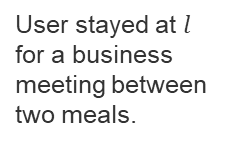 User stayed at l
for a business
meeting between
two meals.